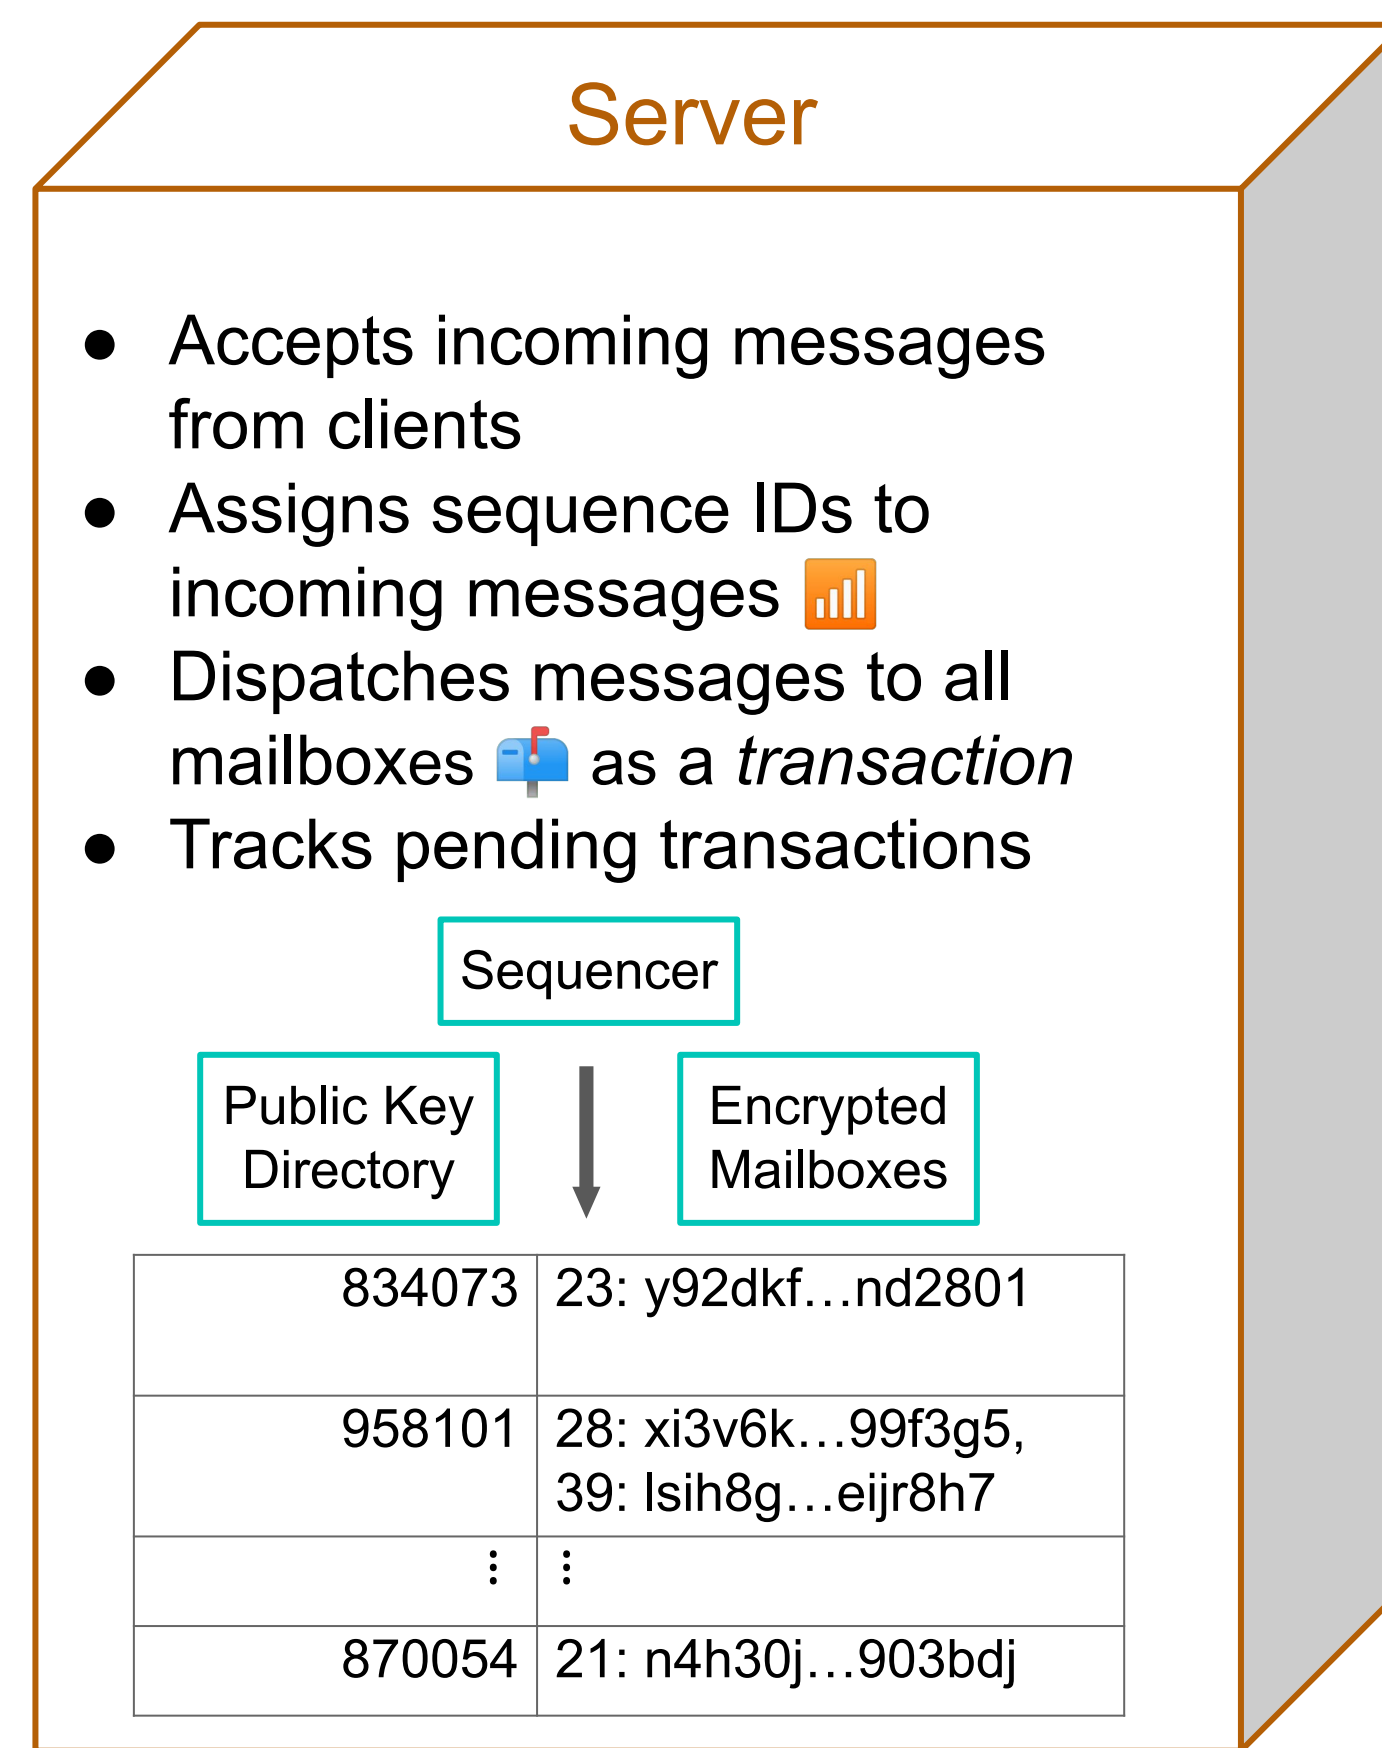 Server
● Accepts incoming messages
from clients
● Assigns sequence IDs to
incoming messages 📶
● Dispatches messages to all
mailboxes 📫 as a transaction
● Tracks pending transactions
Sequencer
Public Key
Directory
Encrypted
Mailboxes
834073 23: y92dkf…nd2801
958101 28: xi3v6k…99f3g5,
39: lsih8g…eijr8h7
⋮ ⋮
870054 21: n4h30j…903bdj